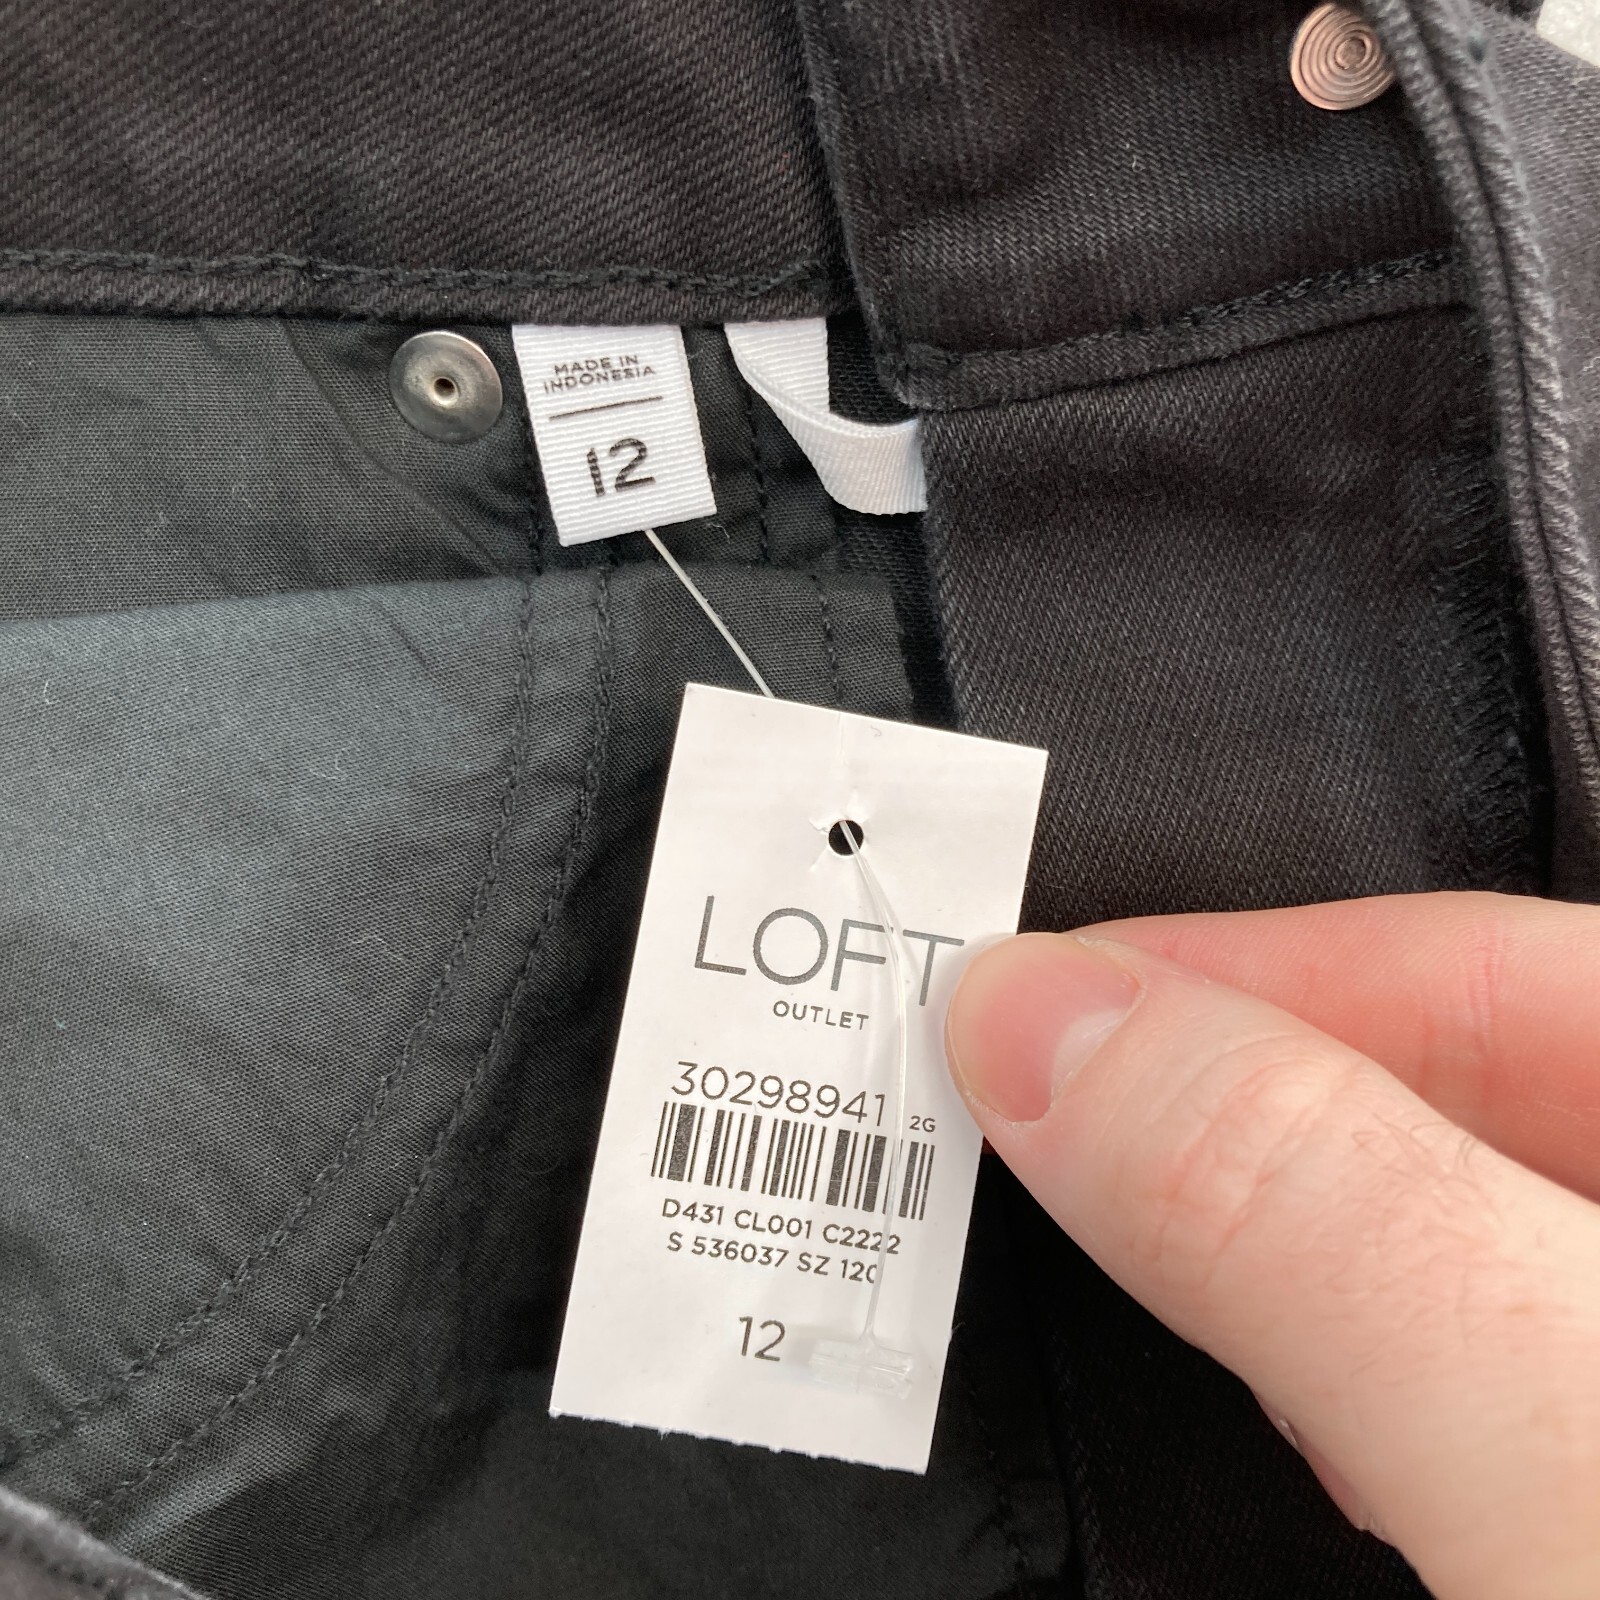 MADE IN
INDONESIA
12
LOFT
OUTLET
30298941 2G
D431 CL001 C2222
S 536037 SZ 120
12